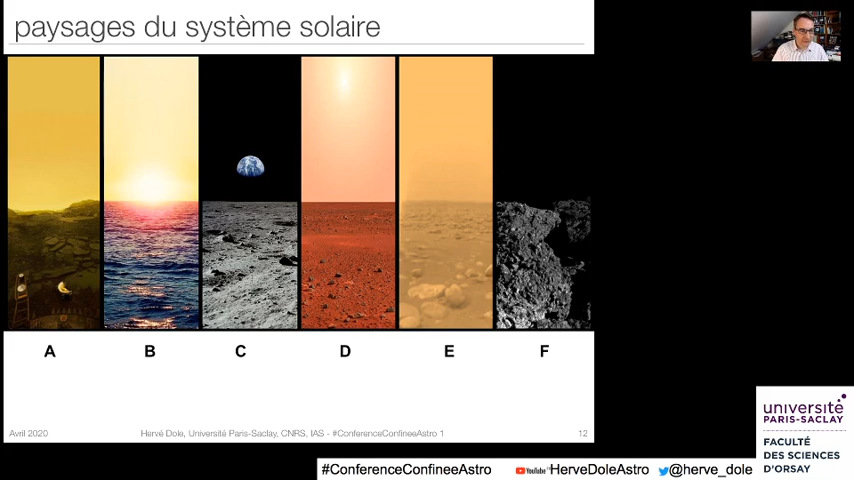 paysages du système solaire
A B C D E F
Avril 2020 Hervé Dole, Université Paris-Saclay, CNRS, IAS - #ConferenceConfineeAstro 1 12
#ConferenceConfineeAstro YouTube HerveDoleAstro @herve_dole
université
PARIS-SACLAY
FACULTÉ
DES SCIENCES
D'ORSAY